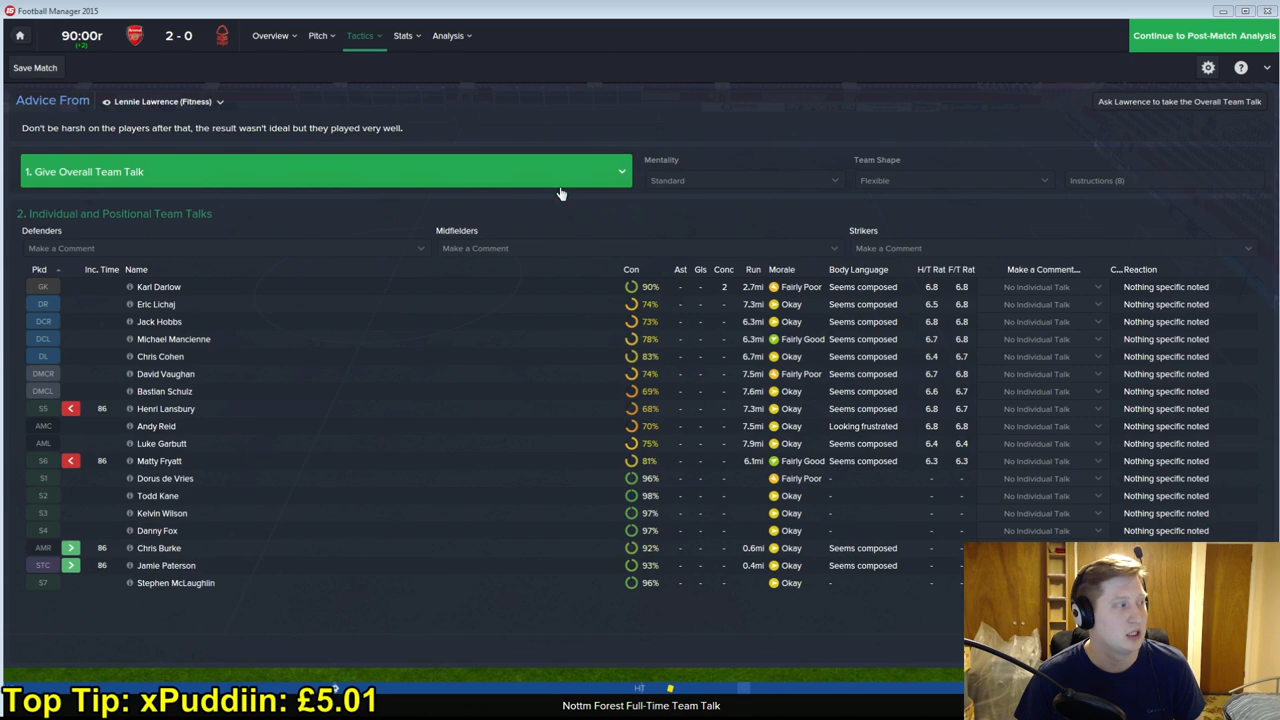 Football Manager 2015
90:00r
(+2)
2 - 0
Overview
Pitch
Tactics
Stats
Analysis
Continue to Post-Match Analysis
Save Match
Advice From
Lennie Lawrence (Fitness)
Ask Lawrence to take the Overall Team Talk
Don't be harsh on the players after that, the result wasn't ideal but they played very well.
1. Give Overall Team Talk
Mentality
Standard
Team Shape
Flexible
Instructions (8)
2. Individual and Positional Team Talks
Defenders
Midfielders
Strikers
Make a Comment
Make a Comment
Make a Comment
Pkd Inc. Time Name Con Ast Gls Conc Run Morale Body Language H/T Rat F/T Rat Make a Comment... C... Reaction
GK Karl Darlow 90% - - 2 2.7mi Fairly Poor Seems composed 6.8 6.8 No Individual Talk Nothing specific noted
DR Eric Lichaj 74% - - 7.3mi Okay Seems composed 6.5 6.8 No Individual Talk Nothing specific noted
DCR Jack Hobbs 73% - - 6.3mi Okay Seems composed 6.8 6.8 No Individual Talk Nothing specific noted
DCL Michael Mancienne 78% - - 6.3mi Fairly Good Seems composed 6.7 6.8 No Individual Talk Nothing specific noted
DL Chris Cohen 83% - - 6.7mi Okay Seems composed 6.4 6.7 No Individual Talk Nothing specific noted
DMCR David Vaughan 74% - - 7.5mi Fairly Poor Seems composed 6.7 6.8 No Individual Talk Nothing specific noted
DMCL Bastian Schulz 69% - - 7.6mi Okay Seems composed 6.6 6.7 No Individual Talk Nothing specific noted
S5 86 Henri Lansbury 68% - - 7.3mi Okay Seems composed 6.8 6.7 No Individual Talk Nothing specific noted
AMC Andy Reid 70% - - 7.5mi Okay Looking frustrated 6.8 6.8 No Individual Talk Nothing specific noted
AML Luke Garbutt 75% - - 7.9mi Okay Seems composed 6.4 6.4 No Individual Talk Nothing specific noted
S6 86 Matty Fryatt 81% - - 6.1mi Fairly Good Seems composed 6.3 6.3 No Individual Talk Nothing specific noted
S1 Dorus de Vries 96% - - Fairly Poor - - - No Individual Talk Nothing specific noted
S2 Todd Kane 98% - - Okay - - - No Individual Talk Nothing specific noted
S3 Kelvin Wilson 97% - - Okay - - - No Individual Talk Nothing specific noted
S4 Danny Fox 97% - - Okay - - - No Individual Talk Nothing specific noted
AMR 86 Chris Burke 92% - - 0.6mi Okay Seems composed -
STC 86 Jamie Paterson 93% - - 0.4mi Okay Seems composed
S7 Stephen McLaughlin 96% - - Okay -
HT
Top Tip: xPuddiin: £5.01
Nottm Forest Full-Time Team Talk